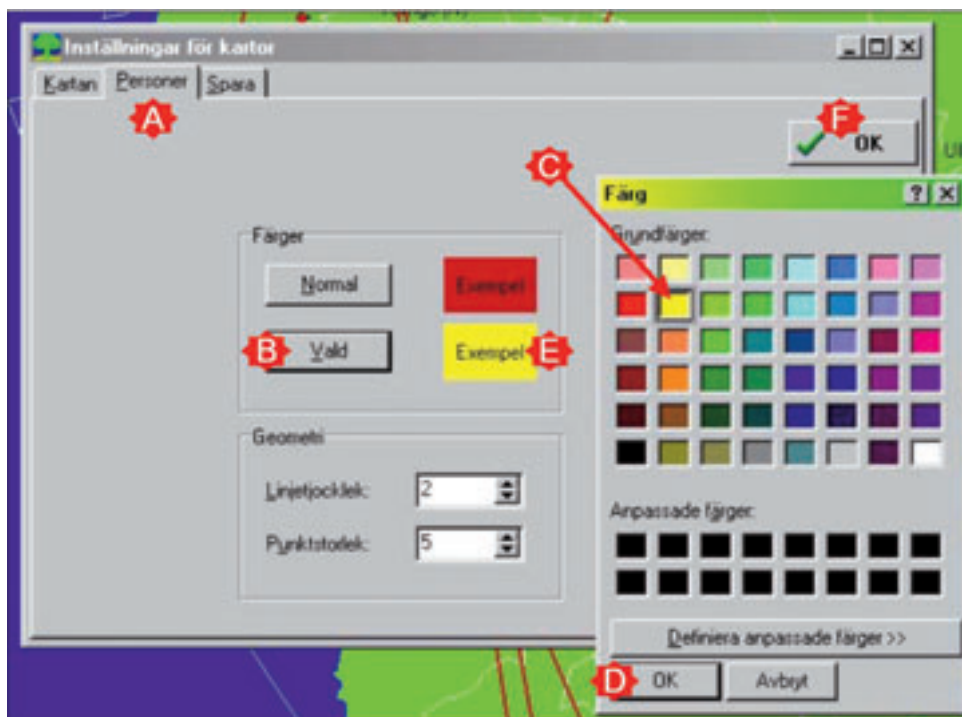 Inställningar för kartor
Kartan Personer Spara
A
F
OK
C
Färg
Grundfärger:
Färger
Normal
Exempel
B
Vald
Exempel
E
Geometri
Linjetjocklek: 2
Punktstorlek: 5
Anpassade färger:
Definiera anpassade färger >>
D
OK
Avbryt